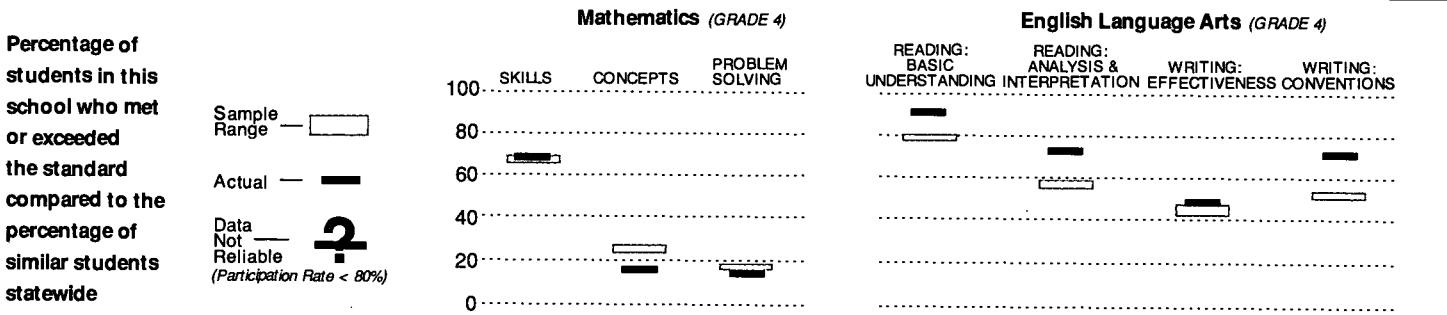 Percentage of
students in this
school who met
or exceeded
the standard
compared to the
percentage of
similar students
statewide
Sample
Range
Actual
Data
Not
Reliable
?
(Participation Rate < 80%)
Mathematics (GRADE 4)
SKILLS
CONCEPTS
PROBLEM
SOLVING
100
80
60
40
20
0
English Language Arts (GRADE 4)
READING:
BASIC
UNDERSTANDING
READING:
ANALYSIS &
INTERPRETATION
WRITING:
EFFECTIVENESS
WRITING:
CONVENTIONS